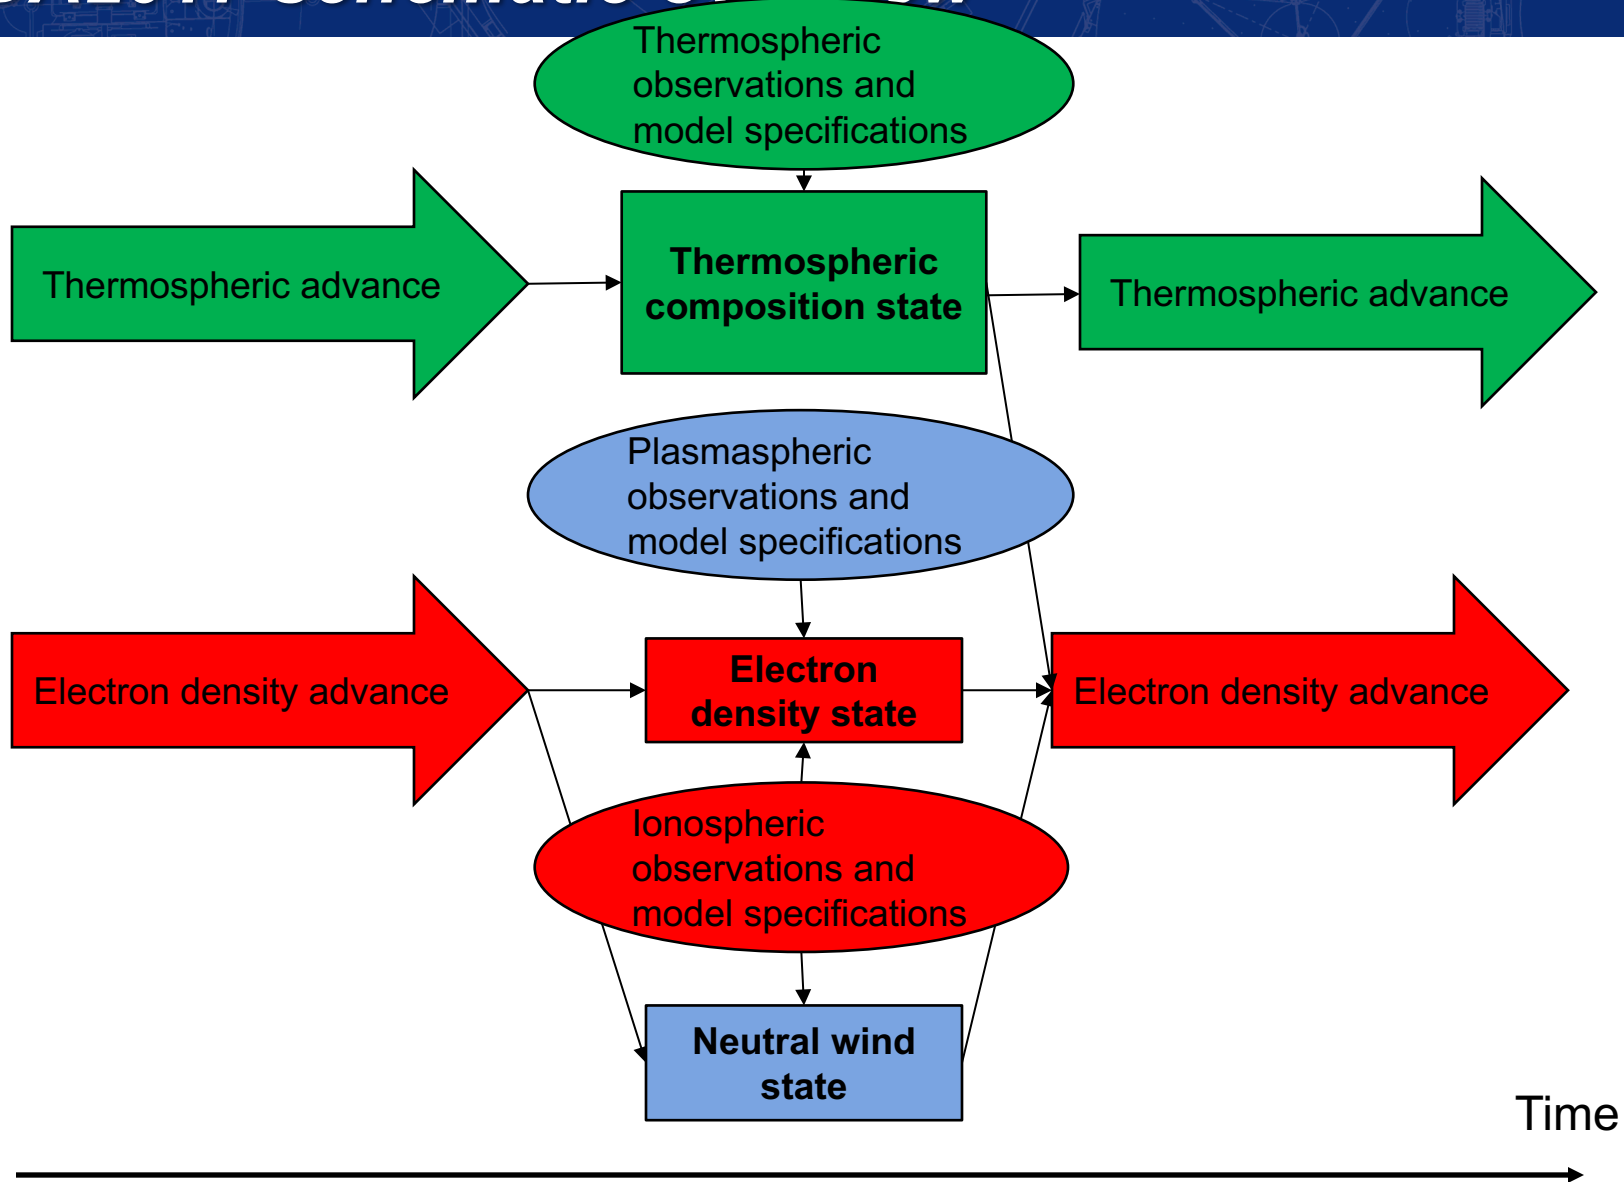 Schematic
Thermospheric
observations and
model specifications
Thermospheric advance
Thermospheric
composition state
Thermospheric advance
Plasmaspheric
observations and
model specifications
Electron density advance
Electron
density state
Electron density advance
Ionospheric
observations and
model specifications
Neutral wind
state
Time